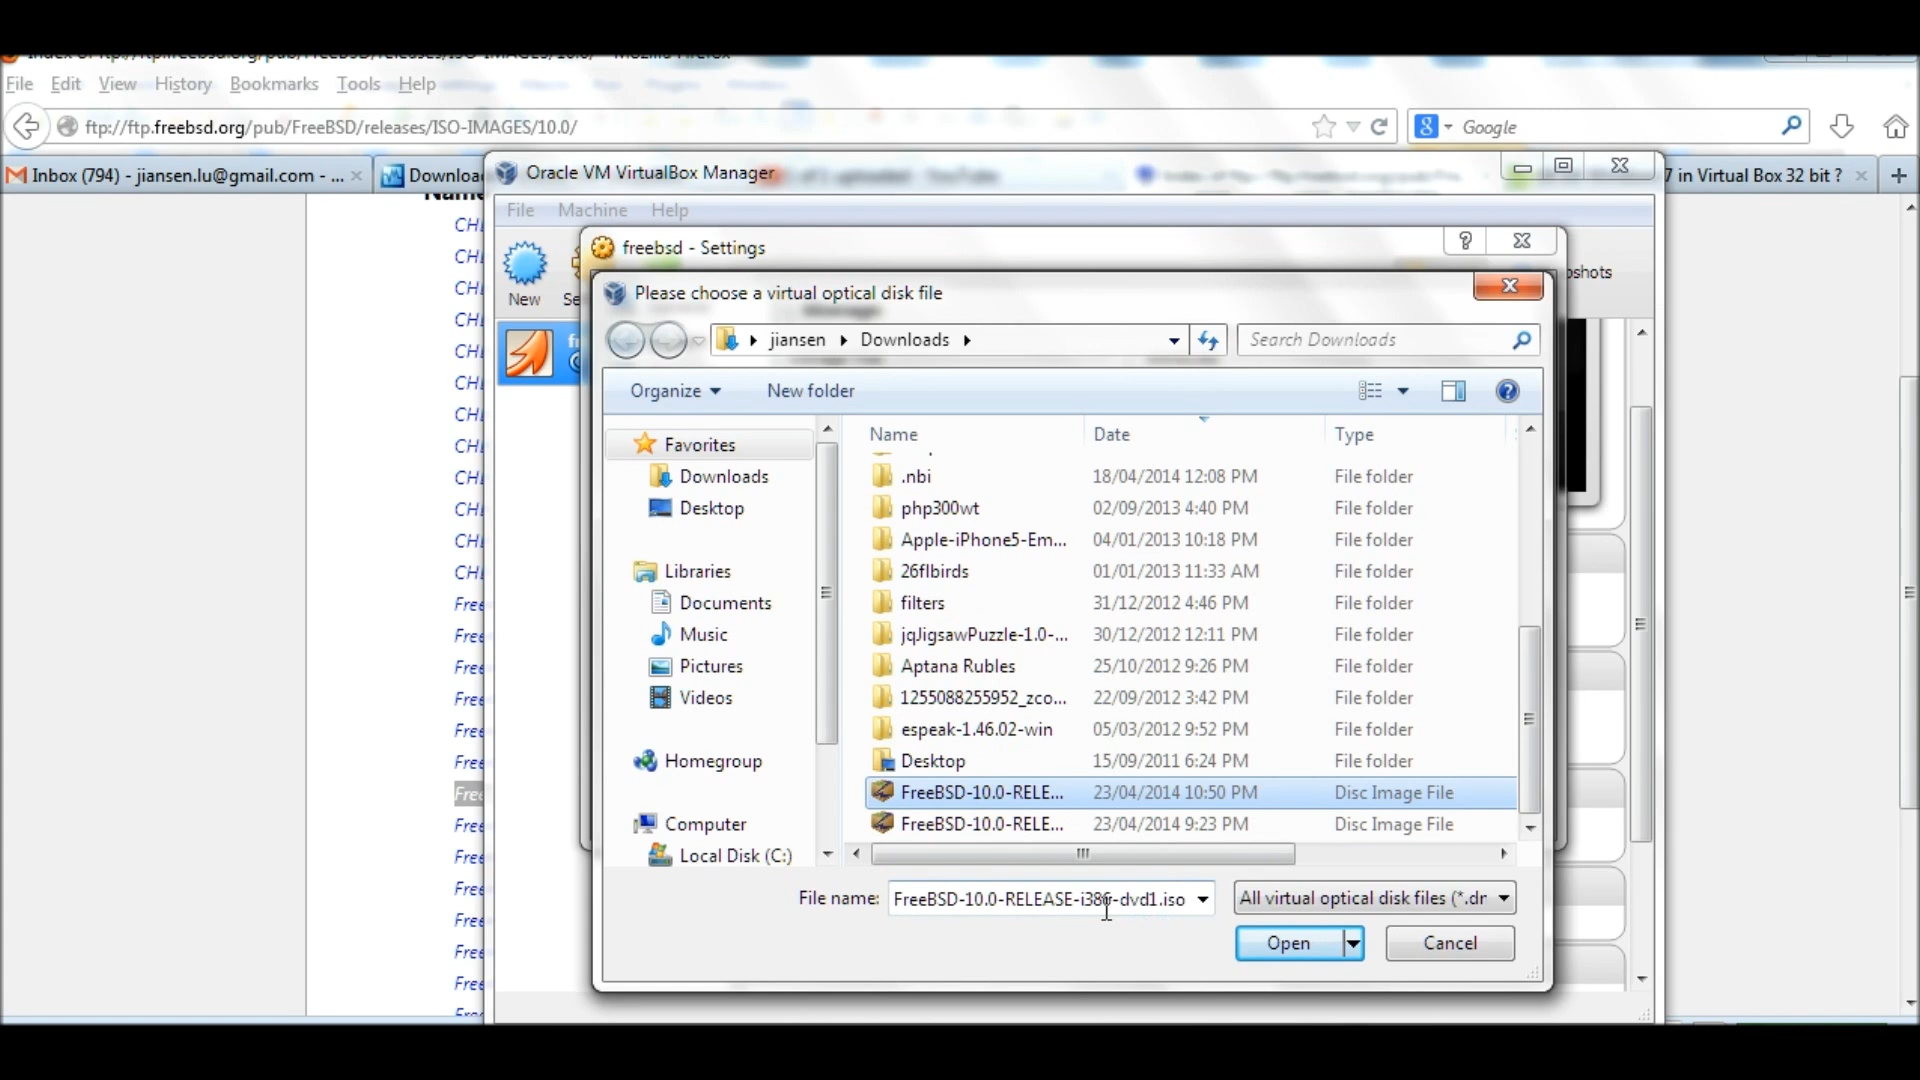 File Edit View History Bookmarks Tools Help
ftp://ftp.freebsd.org/pub/FreeBSD/releases/ISO-IMAGES/10.0/
Google
Inbox (794) - jiansen.lu@gmail.com - ...
Downloa
7 in Virtual Box 32 bit ?
Oracle VM VirtualBox Manager
File Machine Help
New
freebsd - Settings
Please choose a virtual optical disk file
jiansen Downloads
Search Downloads
Organize New folder
Favorites
Downloads
Desktop
Libraries
Documents
Music
Pictures
Videos
Homegroup
Computer
Local Disk (C:)
Name Date Type
.nbi 18/04/2014 12:08 PM File folder
php300wt 02/09/2013 4:40 PM File folder
Apple-iPhone5-Em... 04/01/2013 10:18 PM File folder
26flbirds 01/01/2013 11:33 AM File folder
filters 31/12/2012 4:46 PM File folder
jqJigsawPuzzle-1.0-... 30/12/2012 12:11 PM File folder
Aptana Rubles 25/10/2012 9:26 PM File folder
1255088255952_zco... 22/09/2012 3:42 PM File folder
espeak-1.46.02-win 05/03/2012 9:52 PM File folder
Desktop 15/09/2011 6:24 PM File folder
FreeBSD-10.0-RELE... 23/04/2014 10:50 PM Disc Image File
FreeBSD-10.0-RELE... 23/04/2014 9:23 PM Disc Image File
File name: FreeBSD-10.0-RELEASE-i386-dvd1.iso
All virtual optical disk files (*.dr
Open Cancel